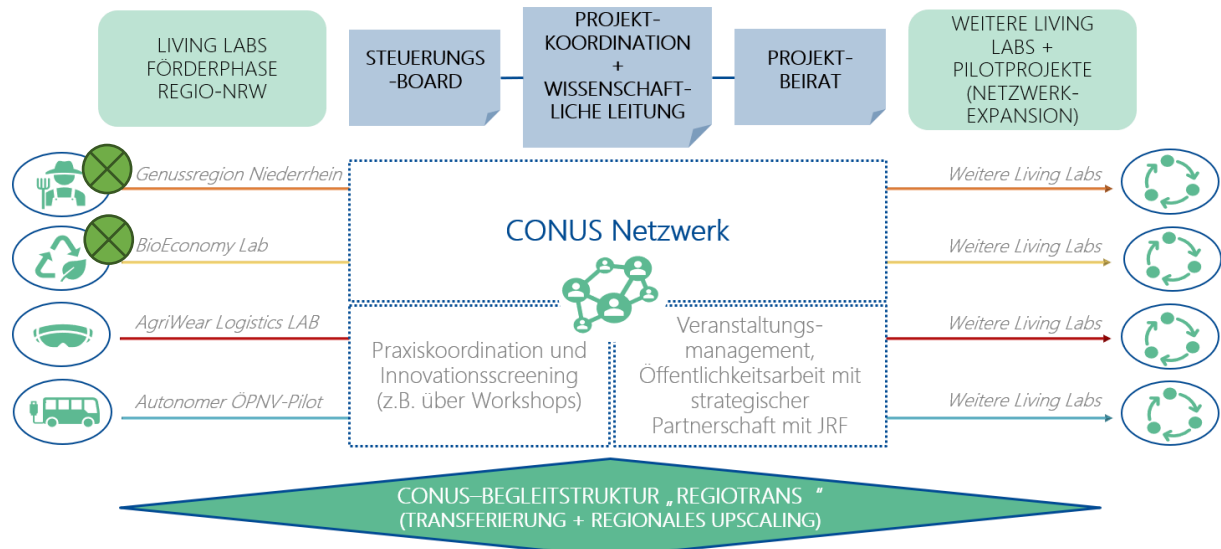 LIVING LABS
FÖRDERPHASE
REGIO-NRW
STEUERUNGS
-BOARD
PROJEKT-
KOORDINATION
+
WISSENSCHAFT-
LICHE LEITUNG
PROJEKT-
BEIRAT
WEITERE LIVING
LABS +
PILOTPROJEKTE
(NETZWERK-
EXPANSION)
Genussregion Niederrhein
BioEconomy Lab
AgriWear Logistics LAB
Autonomer ÖPNV-Pilot
CONUS Netzwerk
Praxiskoordination und
Innovationsscreening
(z.B. über Workshops)
Veranstaltungs-
management,
Öffentlichkeitsarbeit mit
strategischer
Partnerschaft mit JRF
Weitere Living Labs
Weitere Living Labs
Weitere Living Labs
Weitere Living Labs
CONUS–BEGLEITSTRUKTUR „REGIOTRANS “
(TRANSFERIERUNG + REGIONALES UPSCALING)